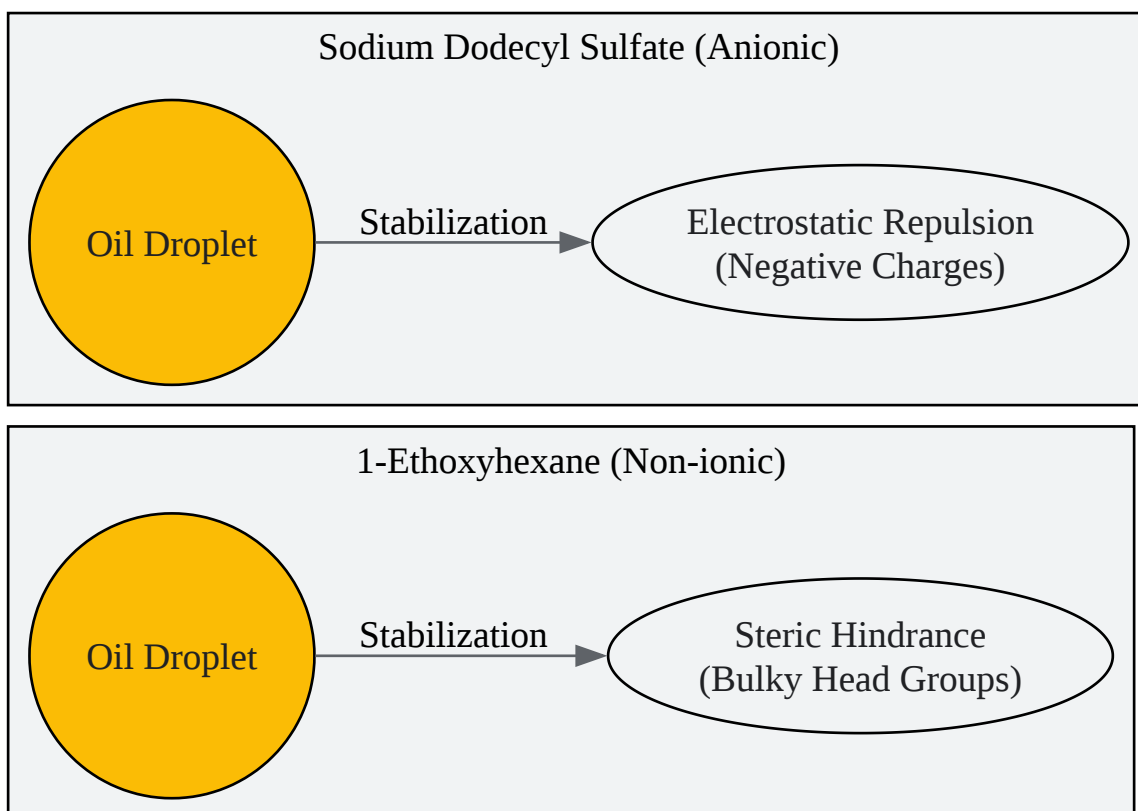 Sodium Dodecyl Sulfate (Anionic)
Oil Droplet
Stabilization
Electrostatic Repulsion
(Negative Charges)
1-Ethoxyhexane (Non-ionic)
Oil Droplet
Stabilization
Steric Hindrance
(Bulky Head Groups)